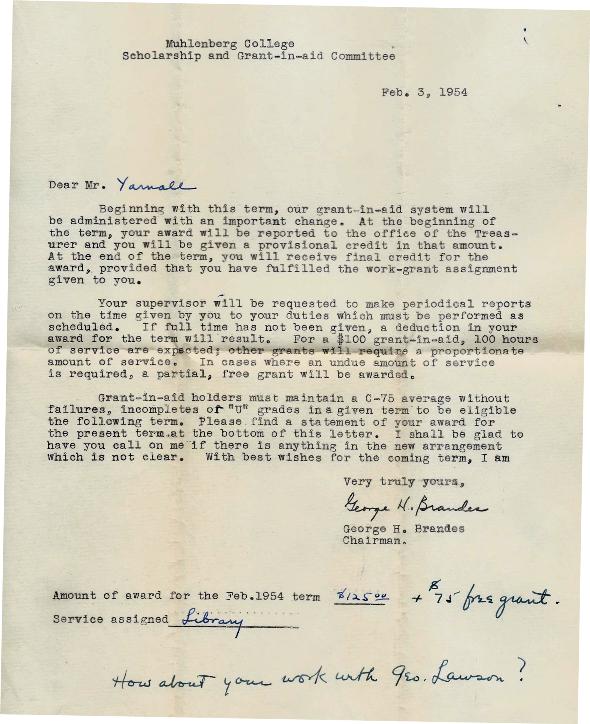 Muhlenberg College
Scholarship and Grant-in-aid Committee
Feb. 3, 1954
Dear Mr. Yarnall
Beginning with this term, our grant-in-aid system will
be administered with an important change. At the beginning of
the term, your award will be reported to the office of the Treas-
urer and you will be given a provisional credit in that amount.
At the end of the term, you will receive final credit for the
award, provided that you have fulfilled the work-grant assignment
given to you.
Your supervisor will be requested to make periodical reports
on the time given by you to your duties which must be performed as
scheduled. If full time has not been given, a deduction in your
award for the term will result. For a $100 grant-in-aid, 100 hours
of service are expected; other grants will require a proportionate
amount of service. In cases where an undue amount of service
is required, a partial, free grant will be awarded.
Grant-in-aid holders must maintain a C-75 average without
failures, incompletes or "U" grades in a given term to be eligible
the following term. Please find a statement of your award for
the present term at the bottom of this letter. I shall be glad to
have you call on me if there is anything in the new arrangement
which is not clear. With best wishes for the coming term, I am
Very truly yours,
George H. Brandes
George H. Brandes
Chairman.
Amount of award for the Feb.1954 term $125.00 + $75 free grant.
Service assigned Library
How about your work with Geo. Lawson?